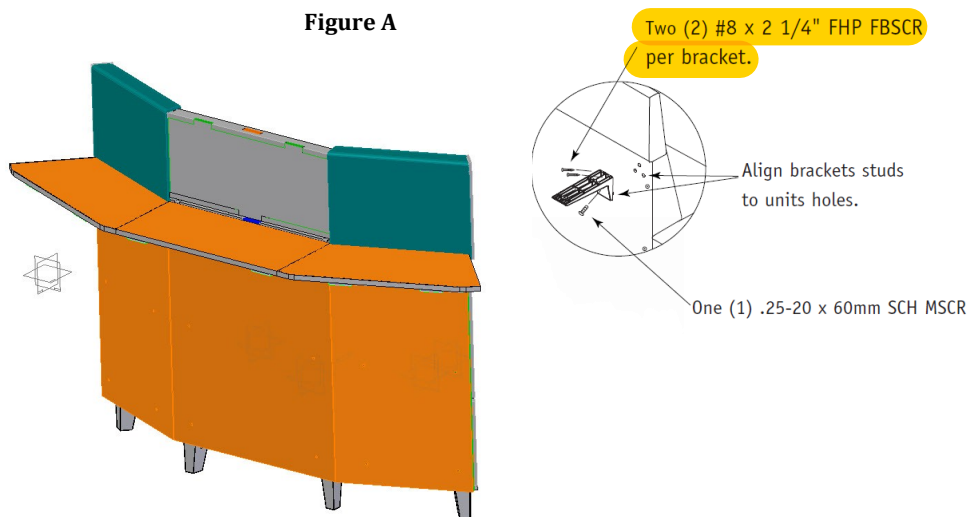 Figure A
Two (2) #8 x 2 1/4" FHP FBSCR
per bracket.
Align brackets studs
to units holes.
One (1) .25-20 x 60mm SCH MSCR